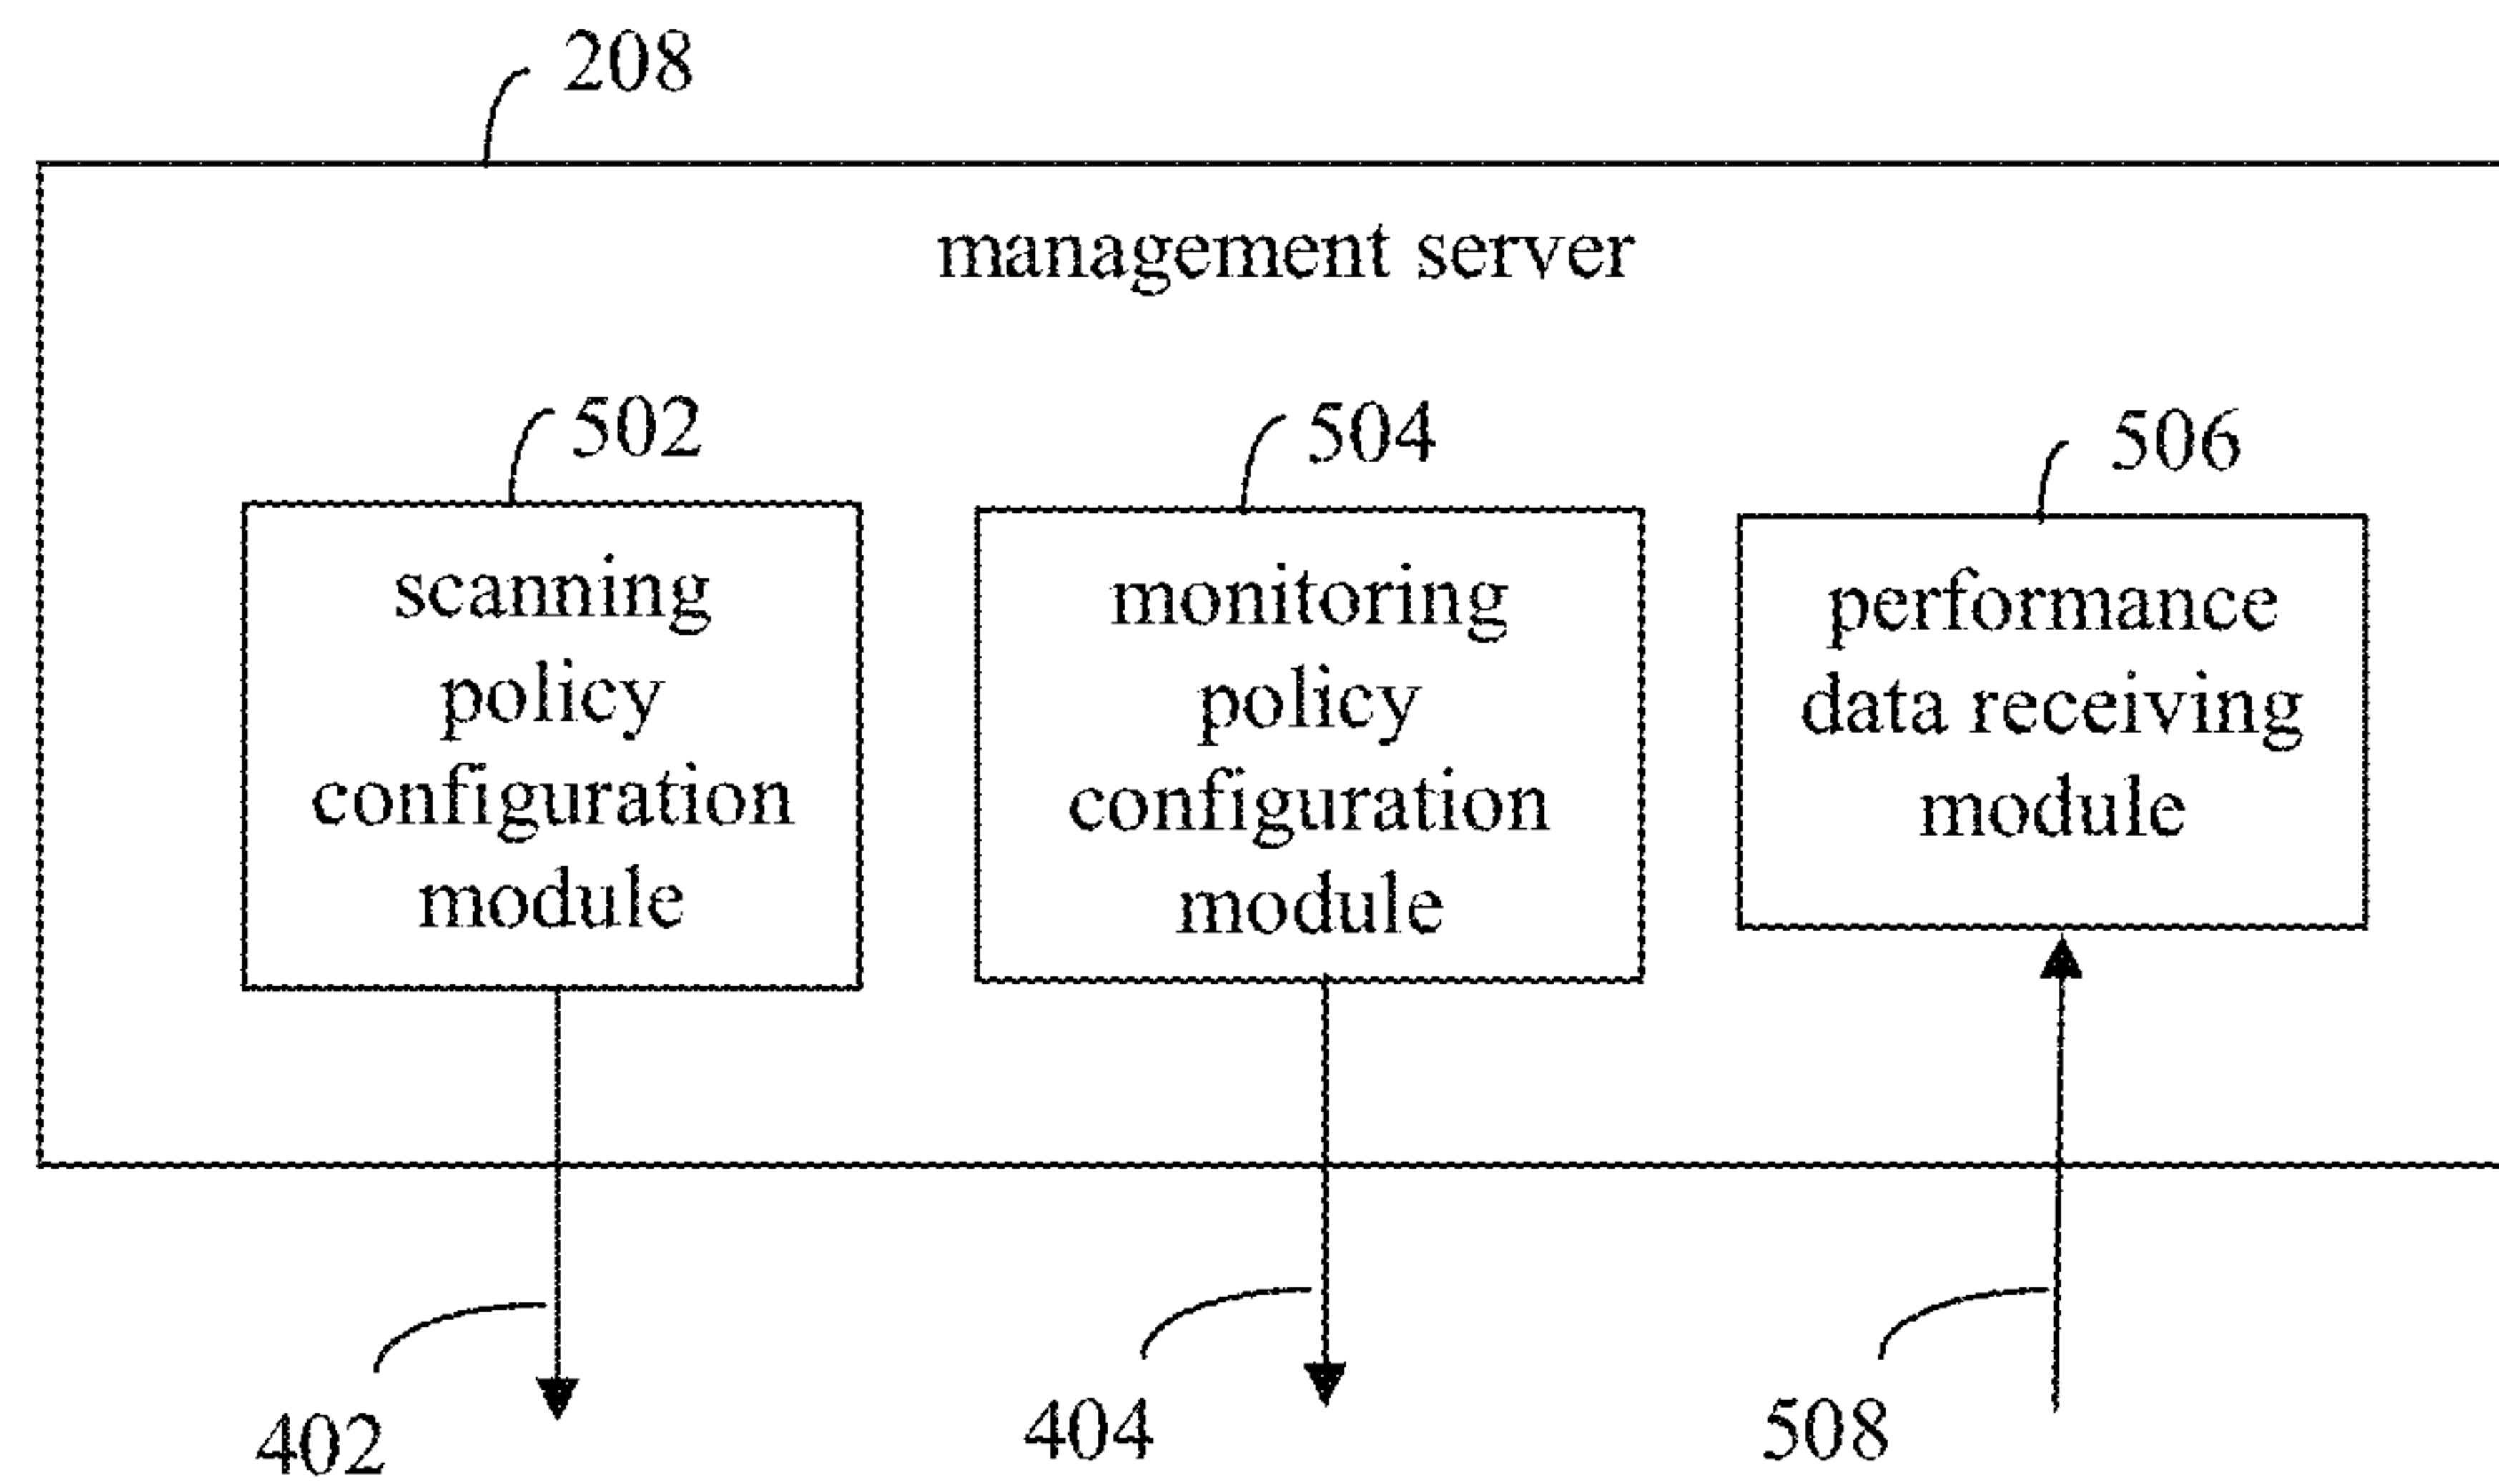 208
management server
502
504
506
scanning
policy
configuration
module
monitoring
policy
configuration
module
performance
data receiving
module
402
404
508